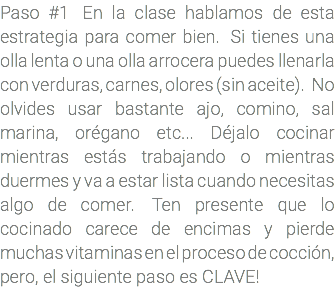 Paso #1 En la clase hablamos de esta
estrategia para comer bien. Si tienes una
olla lenta o una olla arrocera puedes llenarla
con verduras, carnes, olores (sin aceite). No
olvides usar bastante ajo, comino, sal
marina, orégano etc... Déjalo cocinar
mientras estás trabajando o mientras
duermes y va a estar lista cuando necesitas
algo de comer. Ten presente que lo
cocinado carece de encimas y pierde
muchas vitaminas en el proceso de cocción,
pero, el siguiente paso es CLAVE!